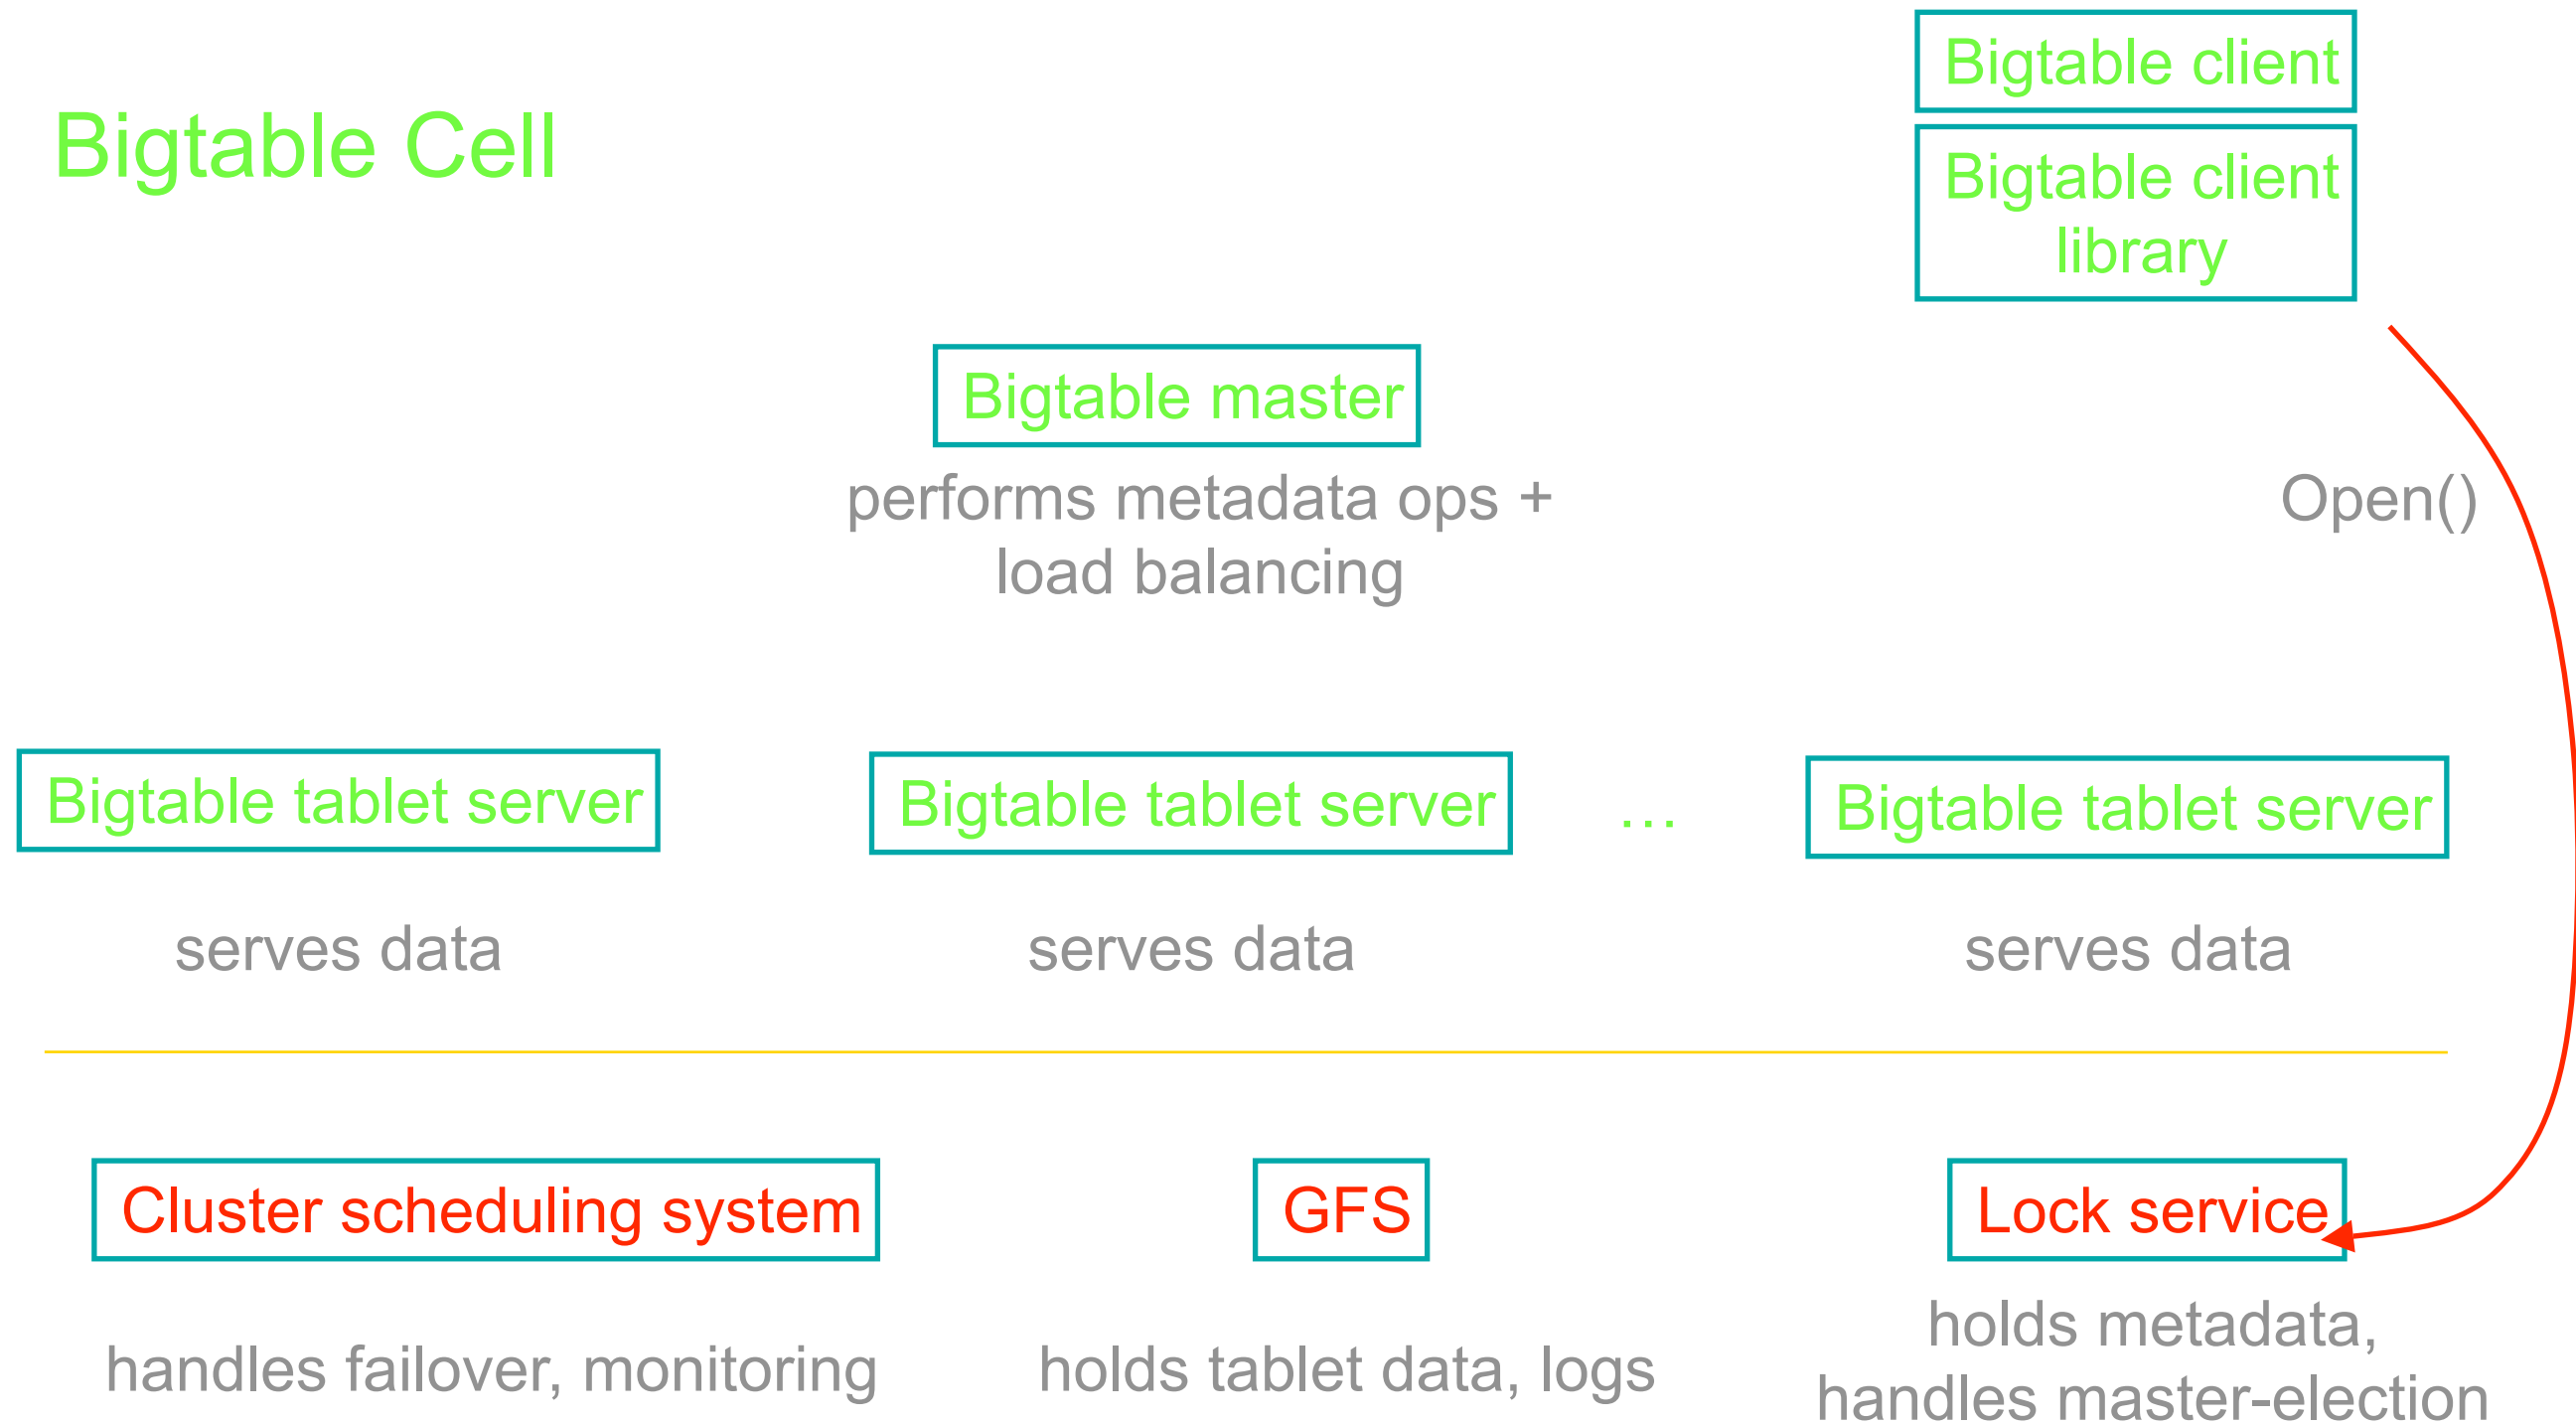 Bigtable Cell
Bigtable client
Bigtable client
library
Bigtable master
performs metadata ops +
load balancing
Open()
Bigtable tablet server
Bigtable tablet server
…
Bigtable tablet server
serves data
serves data
serves data
Cluster scheduling system
GFS
Lock service
handles failover, monitoring
holds tablet data, logs
holds metadata,
handles master-election